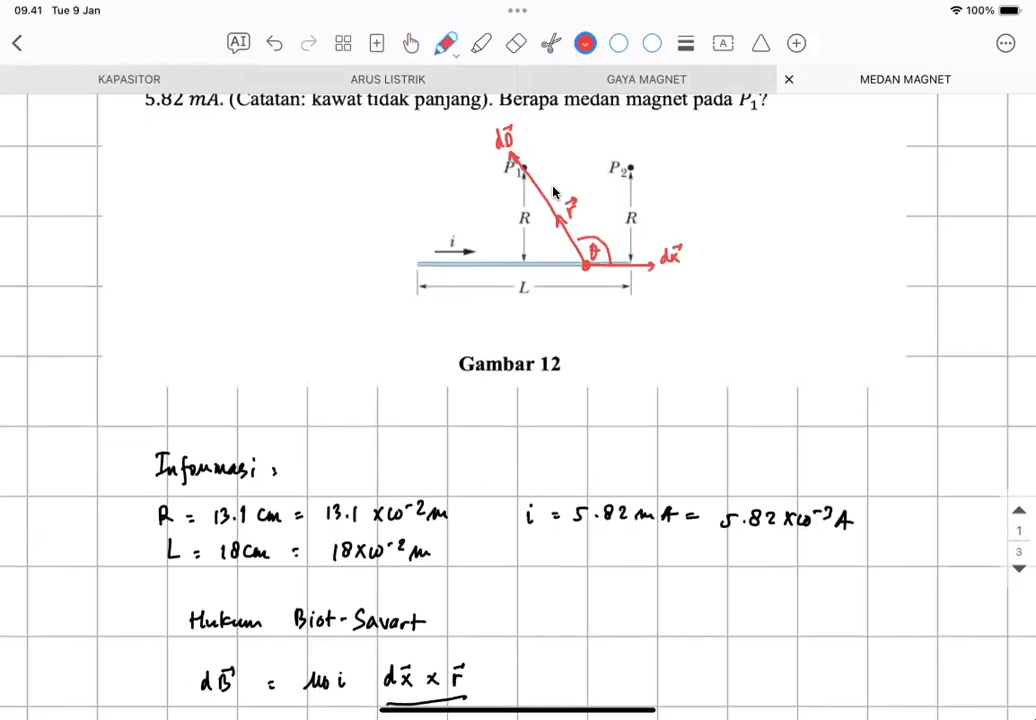 09.41 Tue 9 Jan
100%
AI
A
KAPASITOR
ARUS LISTRIK
GAYA MAGNET
MEDAN MAGNET
5.82 mA. (Catatan: kawat tidak panjang). Berapa medan magnet pada P₁?
dB⃗
P₁
P₂
r⃗
R
R
i
θ
dx⃗
L
Gambar 12
Informasi :
R = 13.1 cm = 13.1 x10⁻² m
i = 5.82 mA = 5.82 x10⁻³ A
L = 18 cm = 18x10⁻² m
1
3
Hukum Biot-Savart
dB⃗ = μ₀ i dx⃗ x r⃗